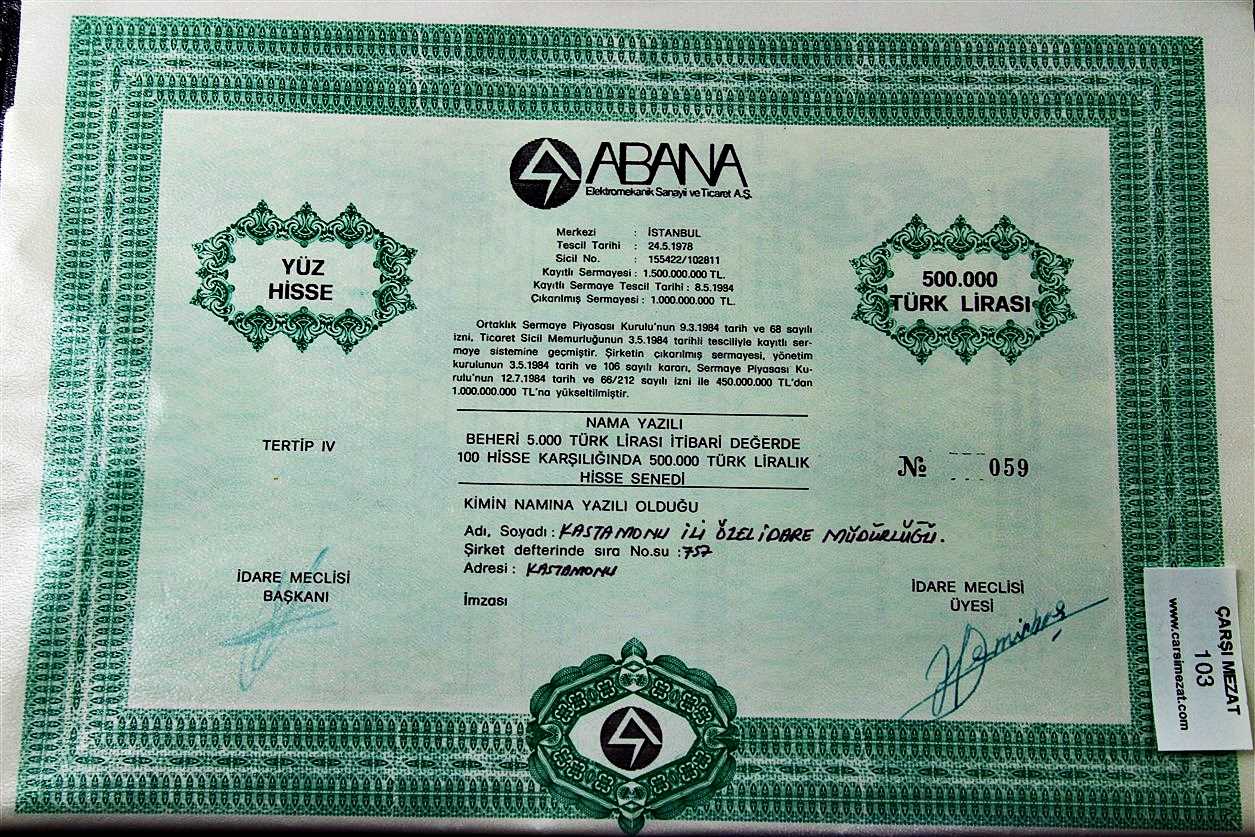 ABANA
Elektromekanik Sanayii ve Ticaret A.Ş.
Merkezi : İSTANBUL
Tescil Tarihi : 24.5.1978
Sicil No. : 155422/102811
Kayıtlı Sermayesi : 1.500.000.000 TL.
Kayıtlı Sermaye Tescil Tarihi : 8.5.1984
Çıkarılmış Sermayesi : 1.000.000.000 TL.
YÜZ
HİSSE
500.000
TÜRK LİRASI
Ortaklık Sermaye Piyasası Kurulu'nun 9.3.1984 tarih ve 68 sayılı
izni, Ticaret Sicil Memurluğunun 3.5.1984 tarihli tesciliyle kayıtlı ser-
maye sistemine geçmiştir. Şirketin çıkarılmış sermayesi, yönetim
kurulunun 3.5.1984 tarih ve 106 sayılı kararı, Sermaye Piyasası Ku-
rulu'nun 12.7.1984 tarih ve 66/212 sayılı izni ile 450.000.000 TL'dan
1.000.000.000 TL'na yükseltilmiştir.
NAMA YAZILI
BEHERİ 5.000 TÜRK LİRASI İTİBARİ DEĞERDE
100 HİSSE KARŞILIĞINDA 500.000 TÜRK LİRALIK
HİSSE SENEDİ
TERTİP IV
№ 059
KİMİN NAMINA YAZILI OLDUĞU
Adı, Soyadı : KASTAMONU İLİ ÖZEL İDARE MÜDÜRLÜĞÜ.
Şirket defterinde sıra No.su : 757
Adresi : KASTAMONU
İmzası
İDARE MECLİSİ
BAŞKANI
İDARE MECLİSİ
ÜYESİ
ÇARŞI MEZAT
103
www.carsimezat.com